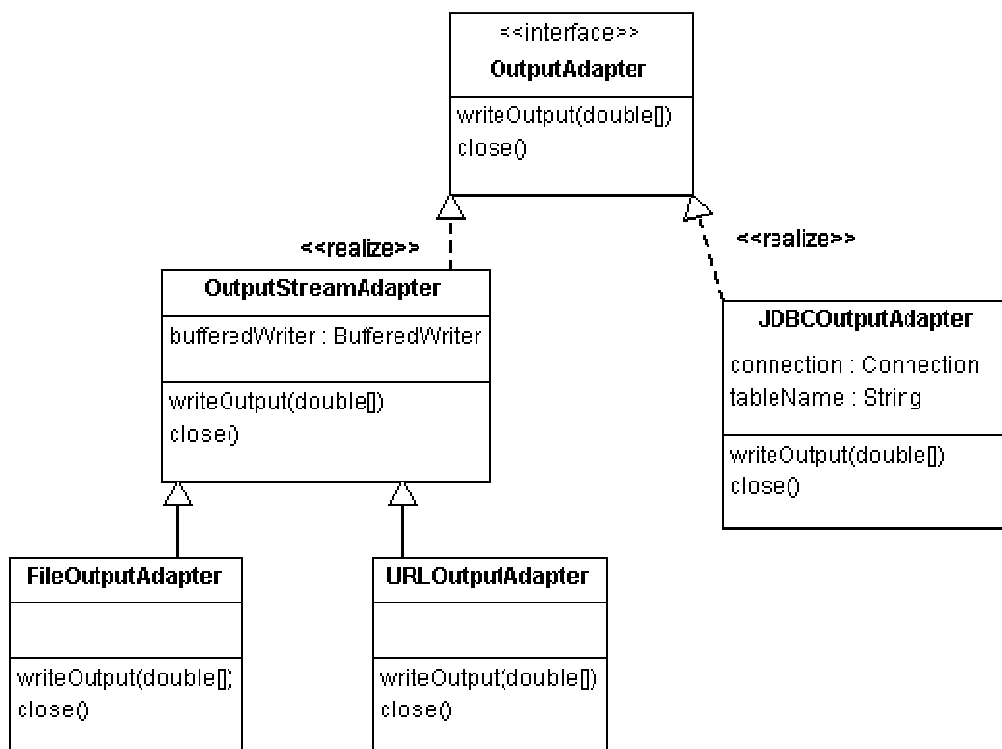 <<interface>>
OutputAdapter
writeOutput(double[])
close()
<<realize>>
<<realize>>
OutputStreamAdapter
bufferedWriter : BufferedWriter
writeOutput(double[])
close()
JDBCOutputAdapter
connection : Connection
tableName : String
writeOutput(double[])
close()
FileOutputAdapter
writeOutput(double[])
close()
URLOutputAdapter
writeOutput(double[])
close()